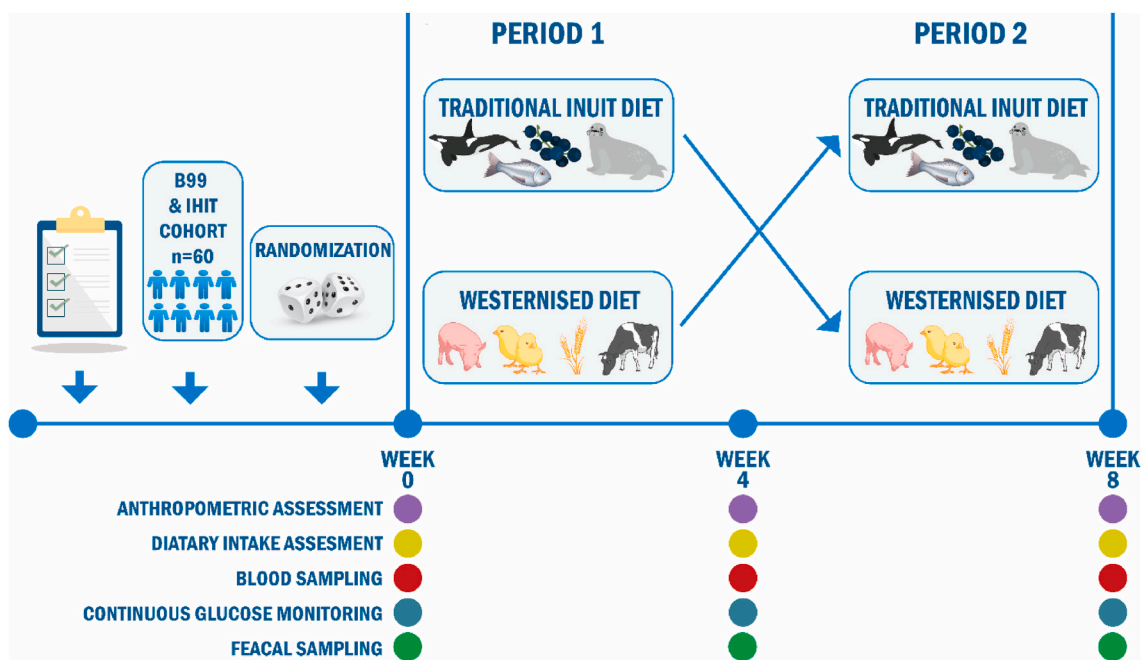 PERIOD 1
PERIOD 2
TRADITIONAL INUIT DIET
TRADITIONAL INUIT DIET
B99
& IHIT
COHORT
n=60
RANDOMIZATION
WESTERNISED DIET
WESTERNISED DIET
WEEK
0
WEEK
4
WEEK
8
ANTHROPOMETRIC ASSESSMENT
DIATARY INTAKE ASSESMENT
BLOOD SAMPLING
CONTINUOUS GLUCOSE MONITORING
FEACAL SAMPLING